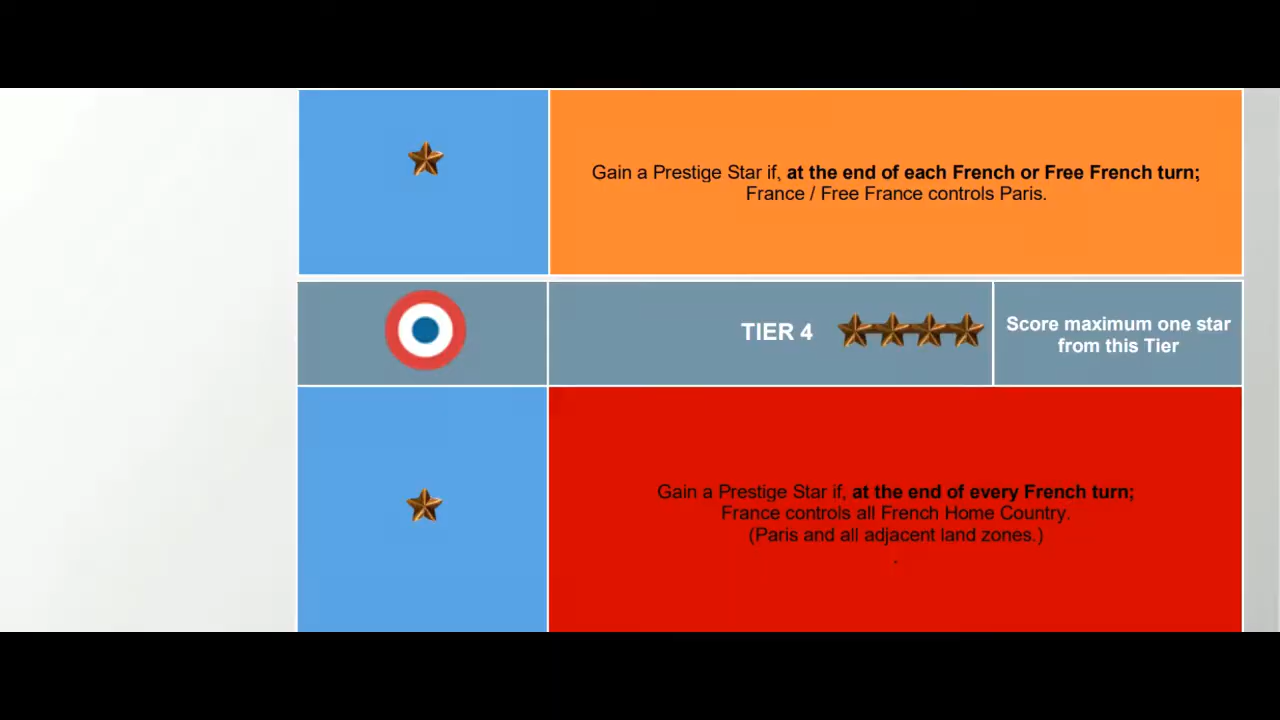 Gain a Prestige Star if, at the end of each French or Free French turn;
France / Free France controls Paris.
TIER 4
Score maximum one star
from this Tier
Gain a Prestige Star if, at the end of every French turn;
France controls all French Home Country.
(Paris and all adjacent land zones.)
.